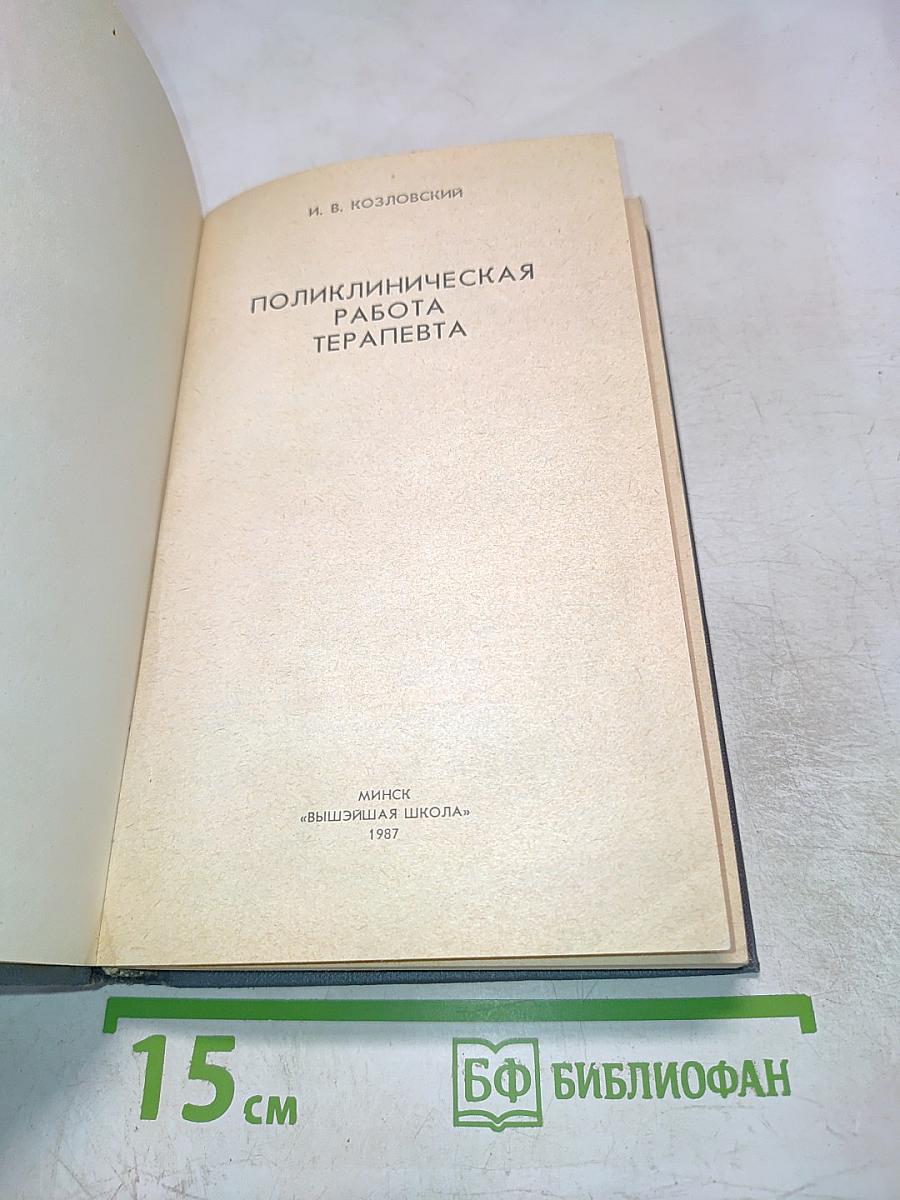 И. В. КОЗЛОВСКИЙ
ПОЛИКЛИНИЧЕСКАЯ
РАБОТА
ТЕРАПЕВТА
МИНСК
«ВЫШЭЙШАЯ ШКОЛА»
1987
15 см
БФ БИБЛИОФАН